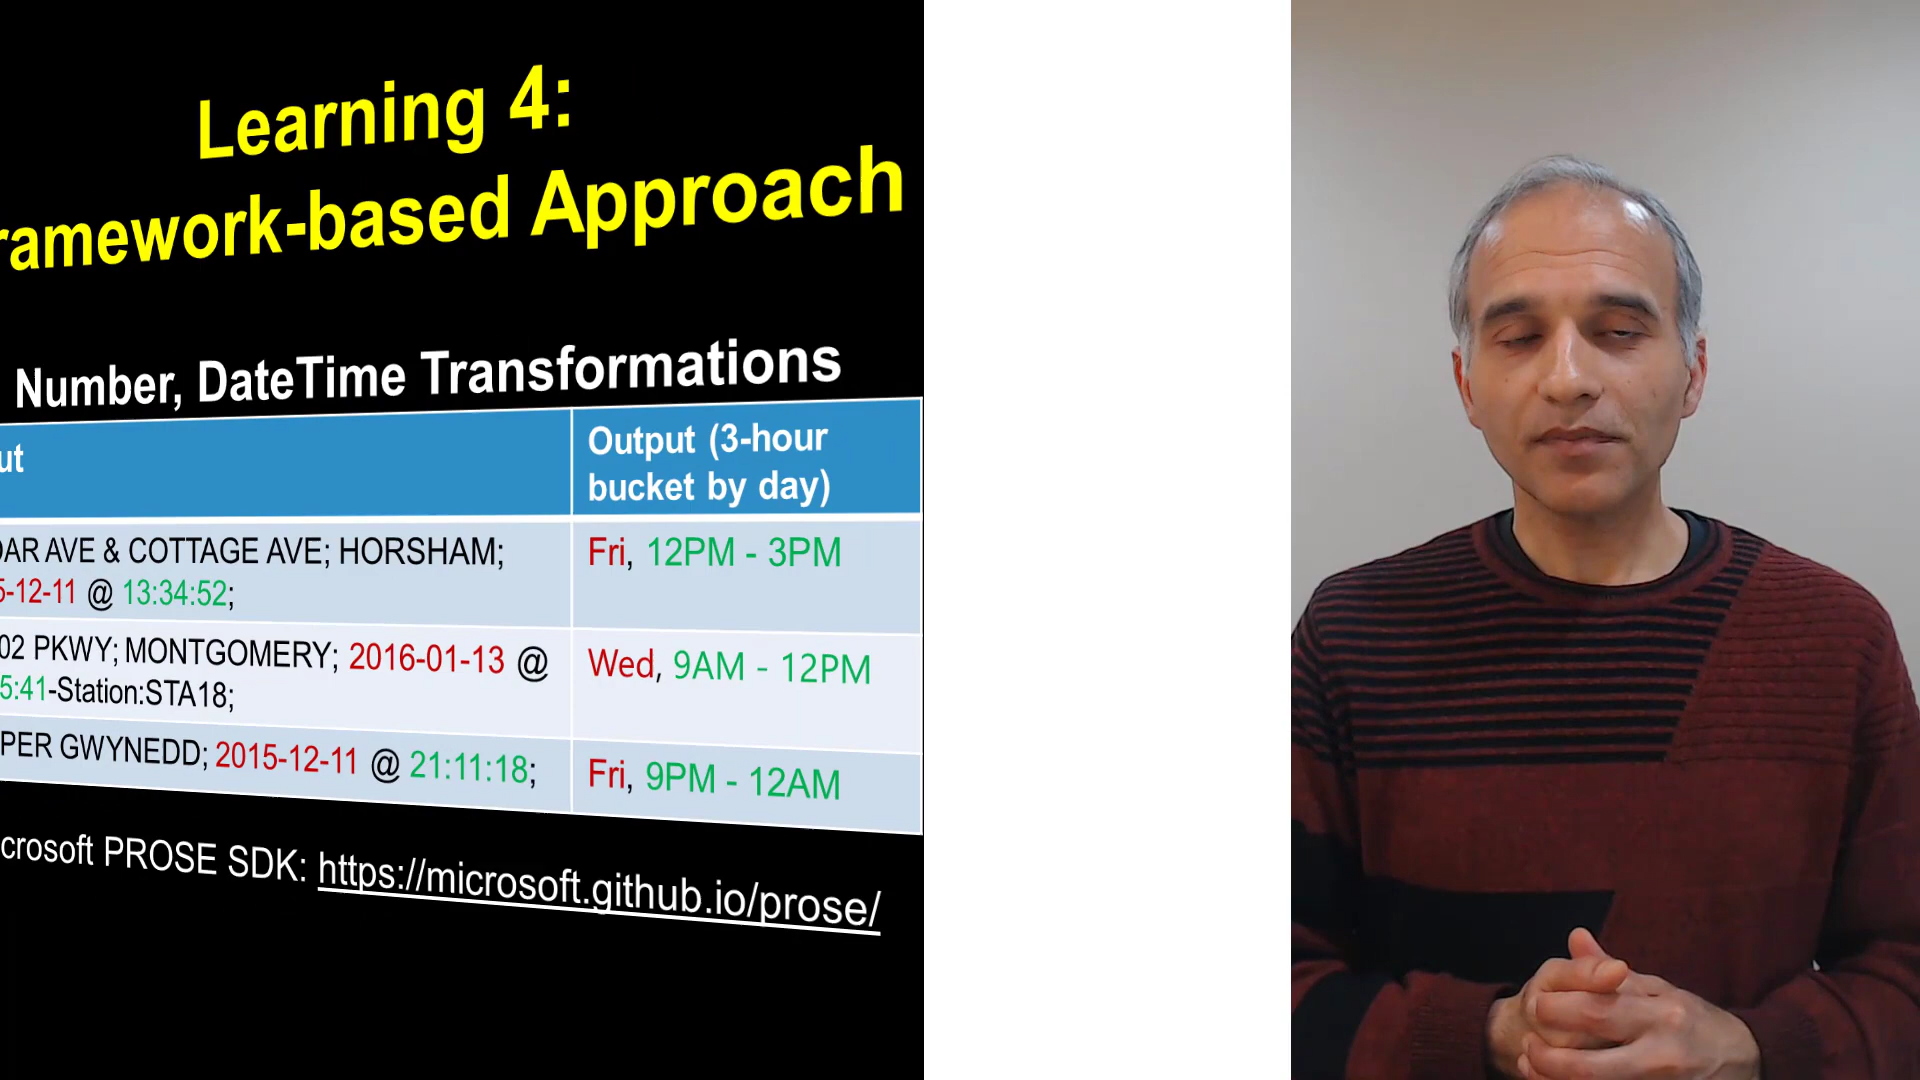 Learning 4:
ramework-based Approach
Number, DateTime Transformations
ut
Output (3-hour
bucket by day)
DAR AVE & COTTAGE AVE; HORSHAM;
5-12-11 @ 13:34:52;
Fri, 12PM - 3PM
02 PKWY; MONTGOMERY; 2016-01-13 @
5:41-Station:STA18;
Wed, 9AM - 12PM
PER GWYNEDD; 2015-12-11 @ 21:11:18;
Fri, 9PM - 12AM
crosoft PROSE SDK: https://microsoft.github.io/prose/